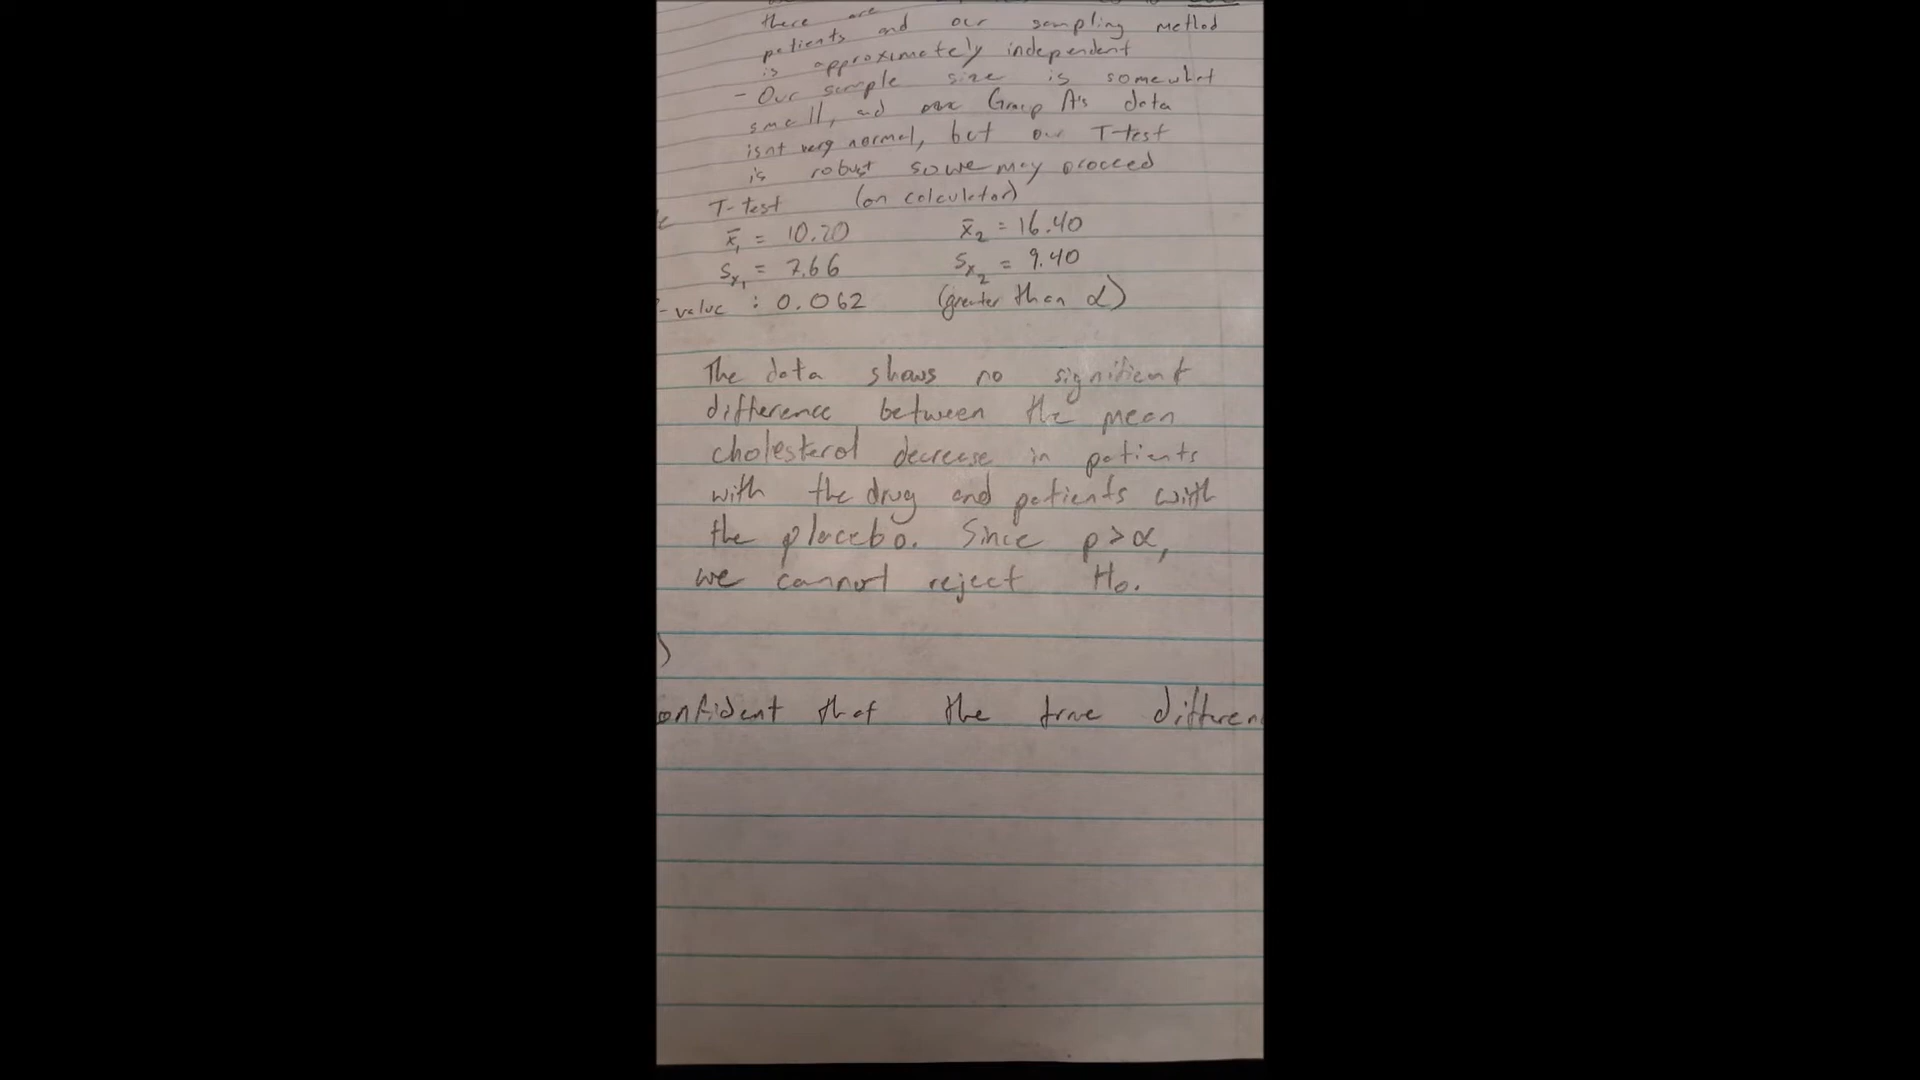 there are
patients and our sampling method
is approximately independent
- Our sample size is somewhat
small, and Group A's data
isnt very normal, but our T-test
is robust so we may proceed
T-test (on calculator)
x̄₁ = 10.20 x̄₂ = 16.40
Sx₁ = 7.66 Sx₂ = 9.40
-value : 0.062 (greater than α)
The data shows no significant
difference between the mean
cholesterol decrease in patients
with the drug and patients with
the placebo. Since p > α,
we cannot reject H₀.
)
onfident that the true differen